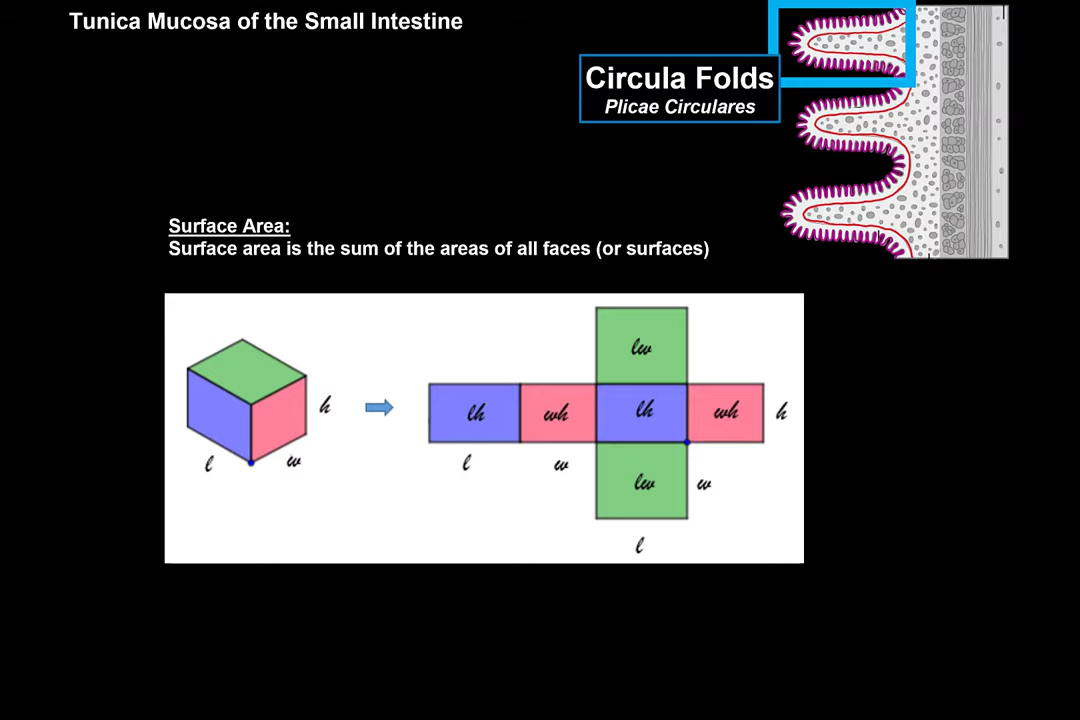 Tunica Mucosa of the Small Intestine
Circula Folds
Plicae Circulares
Surface Area:
Surface area is the sum of the areas of all faces (or surfaces)
lw
h
lh
wh
lh
wh
h
l
w
l
w
lw
w
l